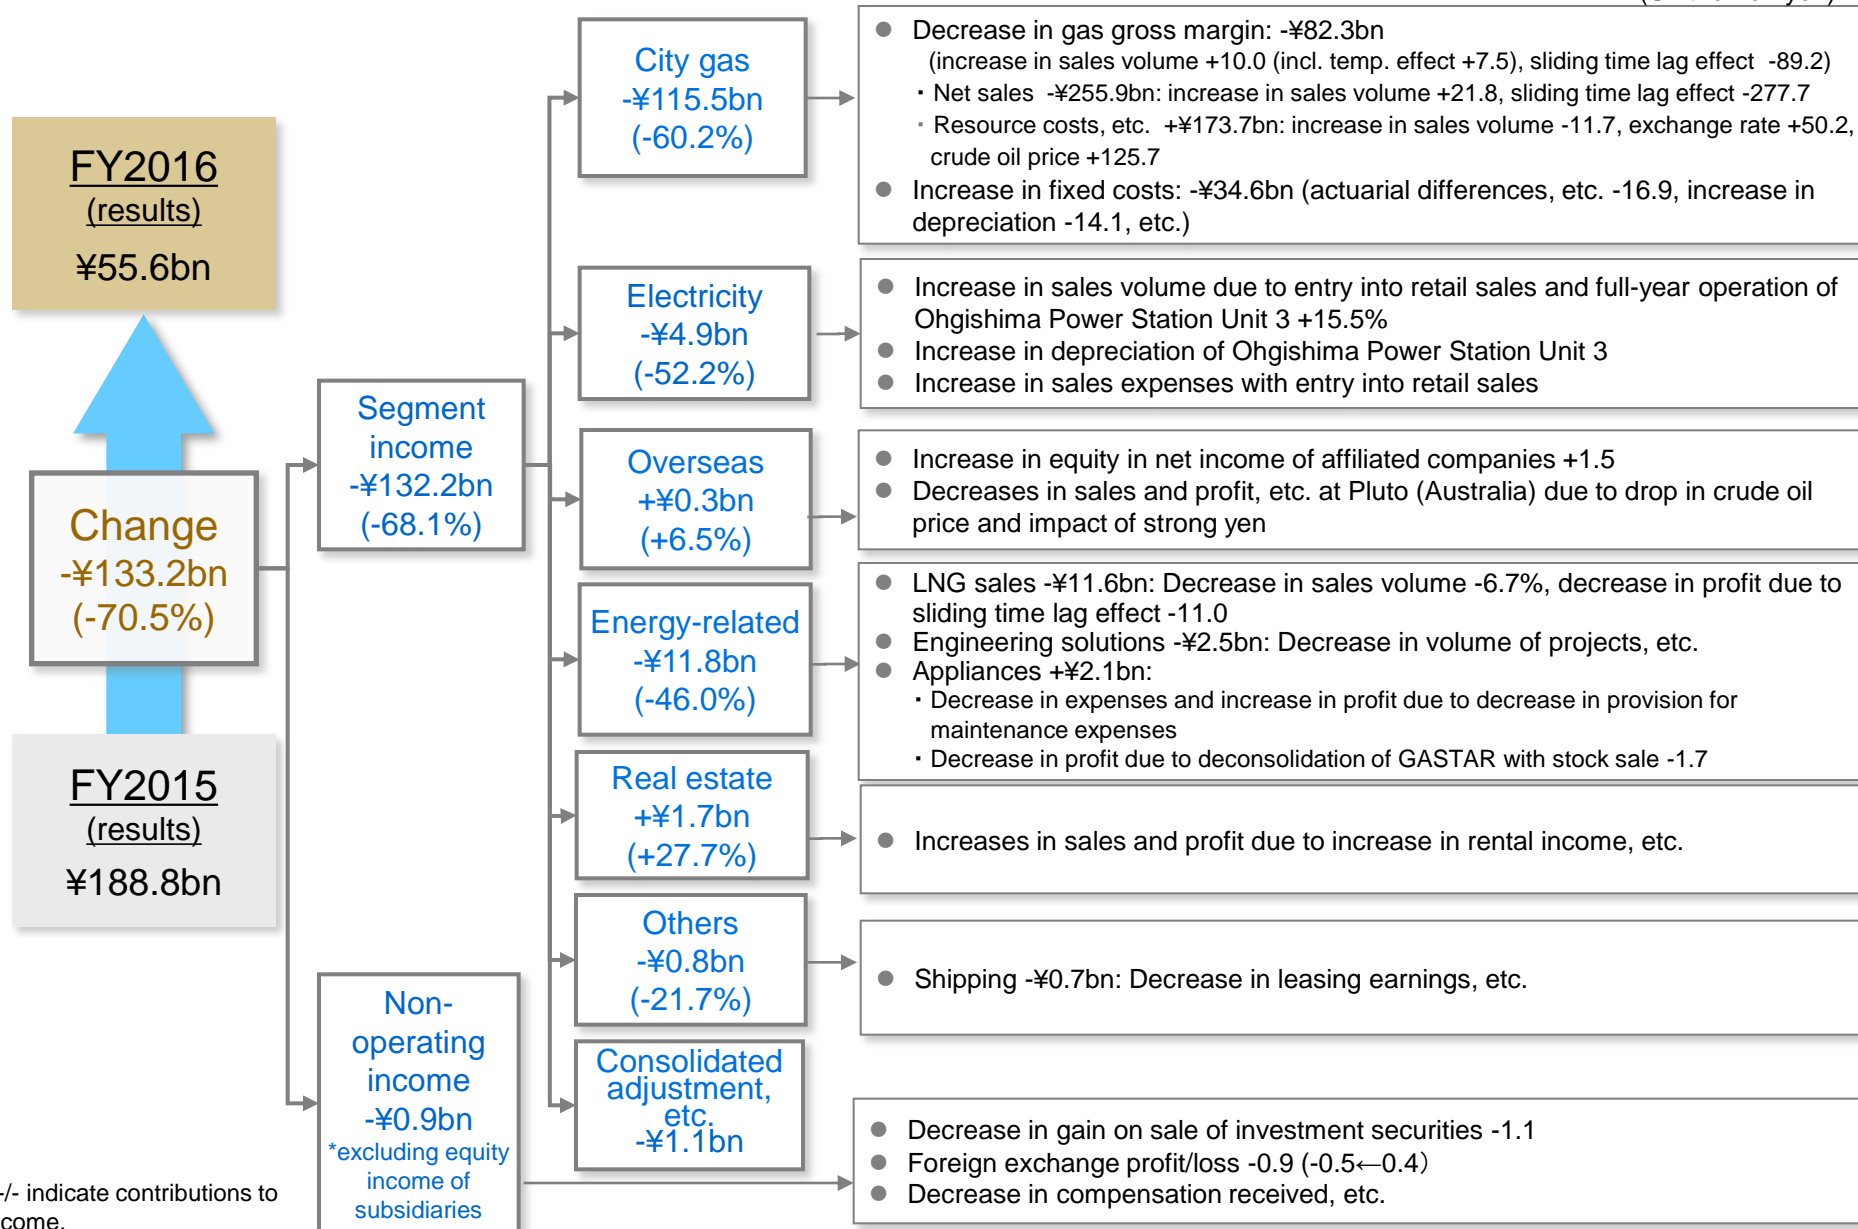 FY2016
(results)
¥55.6bn
Change
-¥133.2bn
(-70.5%)
FY2015
(results)
¥188.8bn
-/- indicate contributions to
Segment
income
-¥132.2bn
(-68.1%)
Non-
operating
income
-¥0.9bn
*excluding equity
income of
subsidiaries
City gas
-¥115.5bn
(-60.2%)
● Decrease in gas gross margin: -¥82.3bn
(increase in sales volume +10.0 (incl. temp. effect +7.5), sliding time lag effect -89.2)
・Net sales -¥255.9bn: increase in sales volume +21.8, sliding time lag effect -277.7
・Resource costs, etc. +¥173.7bn: increase in sales volume -11.7, exchange rate +50.2,
crude oil price +125.7
● Increase in fixed costs: -¥34.6bn (actuarial differences, etc. -16.9, increase in
depreciation -14.1, etc.)
Electricity
-¥4.9bn
(-52.2%)
● Increase in sales volume due to entry into retail sales and full-year operation of
Ohgishima Power Station Unit 3 +15.5%
● Increase in depreciation of Ohgishima Power Station Unit 3
● Increase in sales expenses with entry into retail sales
Overseas
+¥0.3bn
(+6.5%)
● Increase in equity in net income of affiliated companies +1.5
● Decreases in sales and profit, etc. at Pluto (Australia) due to drop in crude oil
price and impact of strong yen
Energy-related
-¥11.8bn
(-46.0%)
● LNG sales -¥11.6bn: Decrease in sales volume -6.7%, decrease in profit due to
sliding time lag effect -11.0
● Engineering solutions -¥2.5bn: Decrease in volume of projects, etc.
● Appliances +¥2.1bn:
・Decrease in expenses and increase in profit due to decrease in provision for
maintenance expenses
・Decrease in profit due to deconsolidation of GASTAR with stock sale -1.7
Real estate
+¥1.7bn
(+27.7%)
● Increases in sales and profit due to increase in rental income, etc.
Others
-¥0.8bn
(-21.7%)
● Shipping -¥0.7bn: Decrease in leasing earnings, etc.
Consolidated
adjustment,
etc.
-¥1.1bn
● Decrease in gain on sale of investment securities -1.1
● Foreign exchange profit/loss -0.9 (-0.5←0.4）
● Decrease in compensation received, etc.